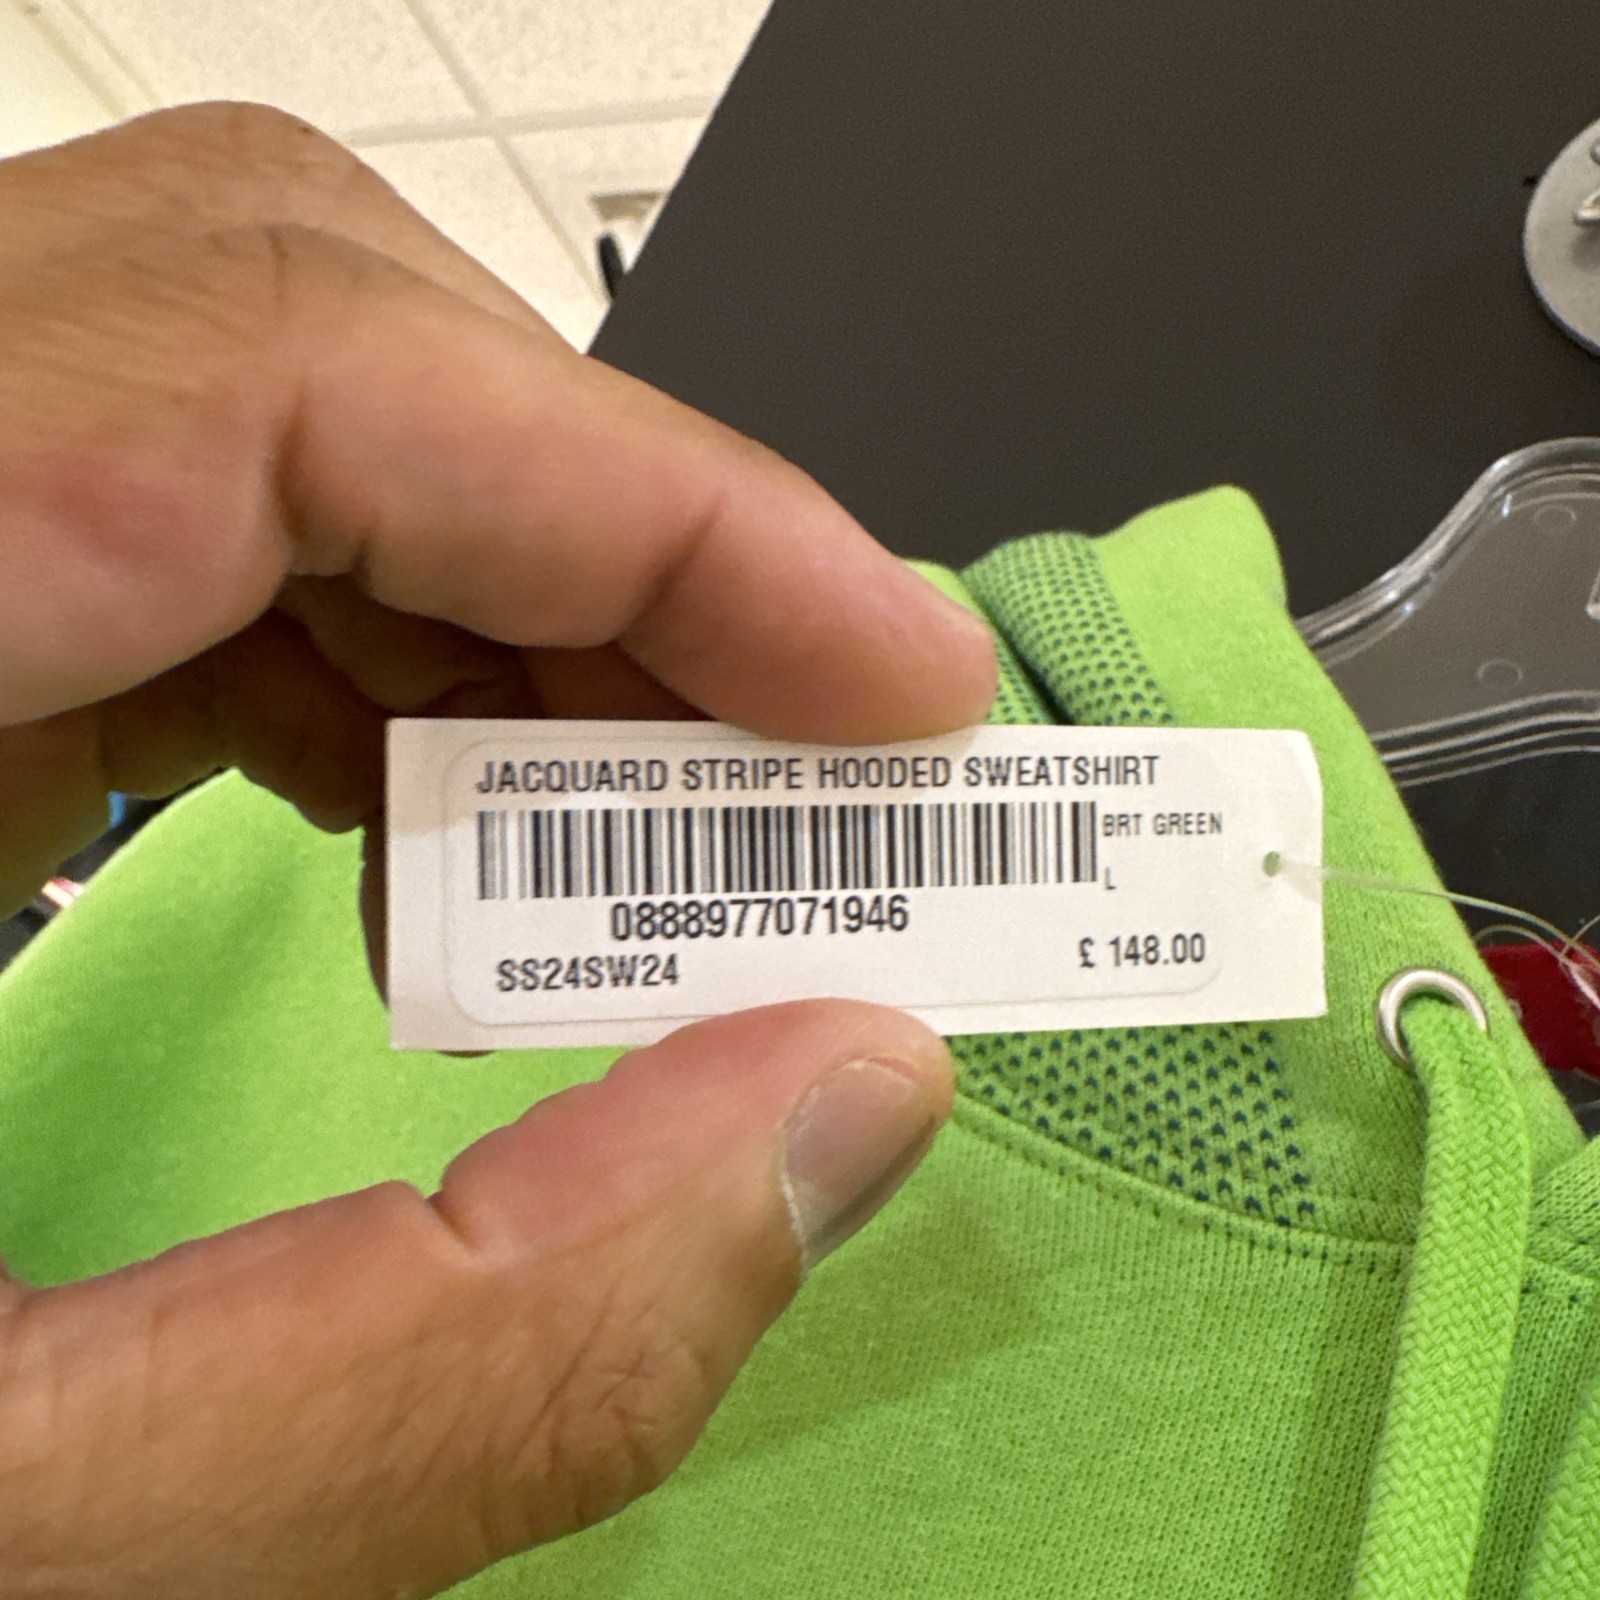 JACQUARD STRIPE HOODED SWEATSHIRT
BRT GREEN
L
0888977071946
SS24SW24
£ 148.00